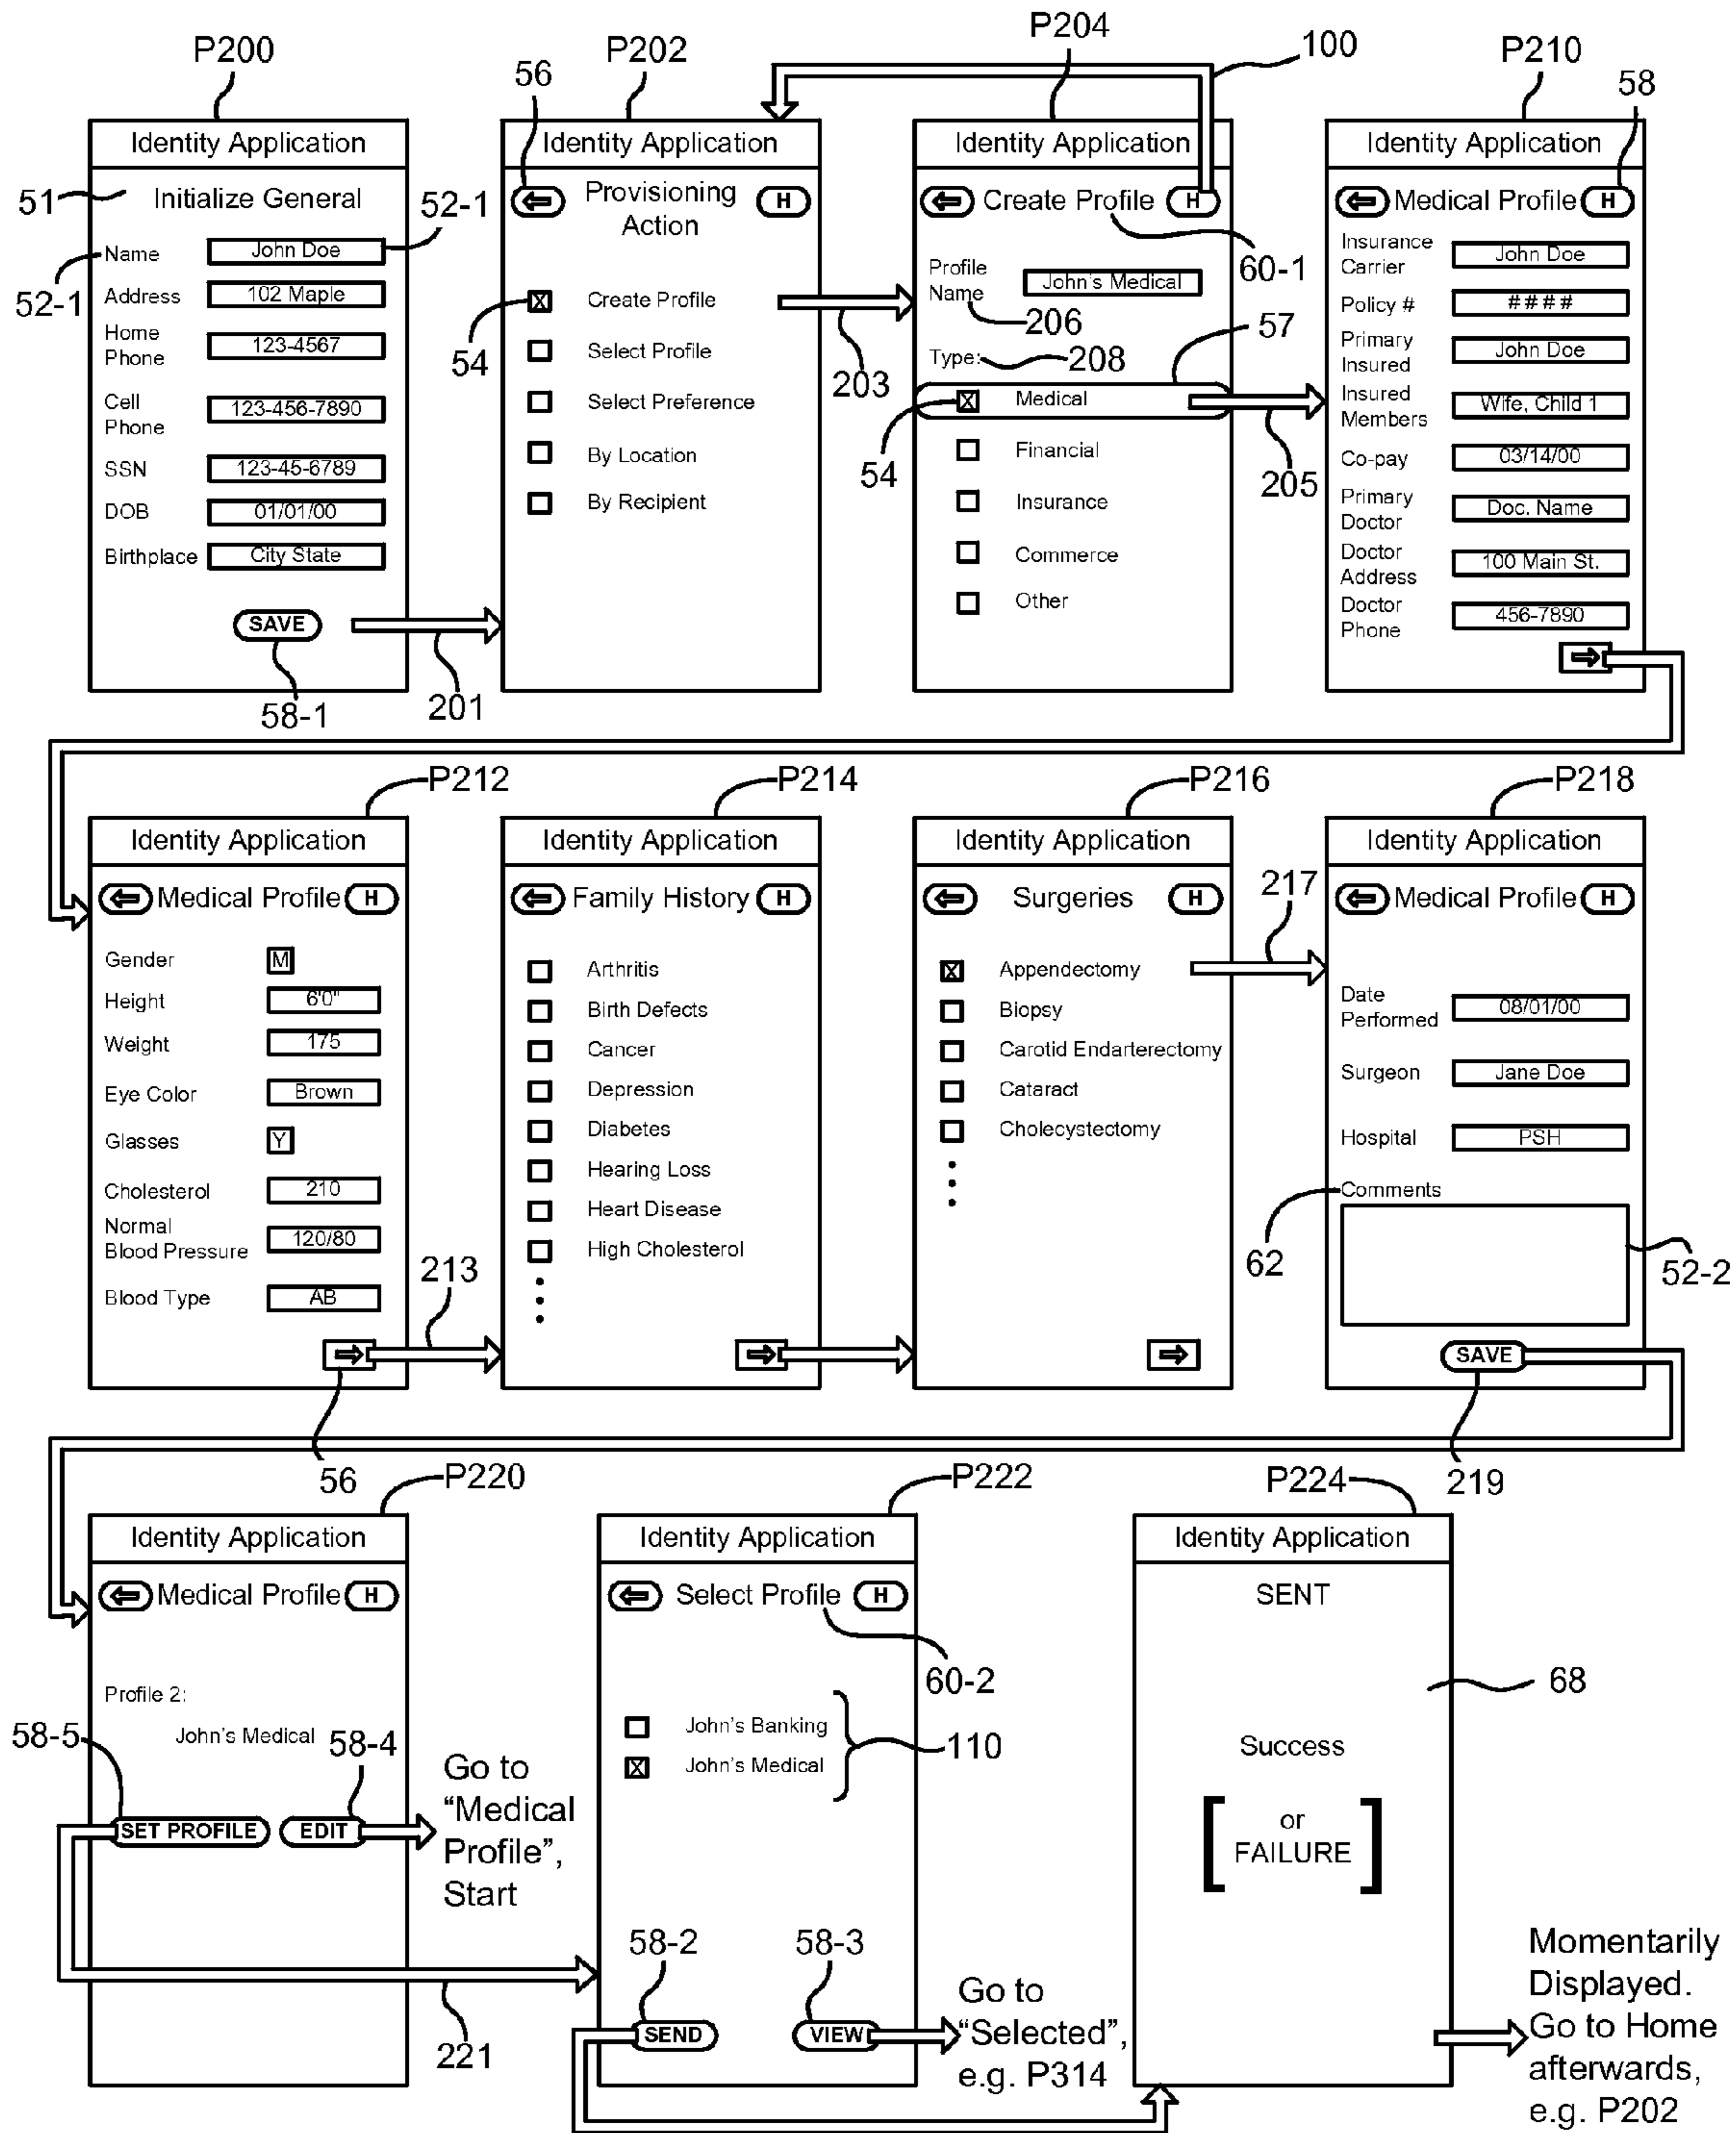 P200
P202
P204
100
P210
56
58
Identity Application
Identity Application
Identity Application
Identity Application
51
Initialize General
52-1
Provisioning
Action
H
Create Profile
H
Medical Profile
H
52-1
Name
John Doe
Address
102 Maple
Home
Phone
123-4567
Cell
Phone
123-456-7890
SSN
123-45-6789
DOB
01/01/00
Birthplace
City State
SAVE
58-1
201
54
Create Profile
Select Profile
Select Preference
By Location
By Recipient
203
60-1
Profile
Name
John's Medical
206
57
Type:
208
Medical
54
Financial
Insurance
Commerce
Other
205
Insurance
Carrier
John Doe
Policy #
####
Primary
Insured
John Doe
Insured
Members
Wife, Child 1
Co-pay
03/14/00
Primary
Doctor
Doc. Name
Doctor
Address
100 Main St.
Doctor
Phone
456-7890
P212
P214
P216
P218
Identity Application
Identity Application
Identity Application
Identity Application
Medical Profile
H
Family History
H
Surgeries
H
217
Medical Profile
H
Gender
M
Height
6'0"
Weight
175
Eye Color
Brown
Glasses
Y
Cholesterol
210
Normal
Blood Pressure
120/80
Blood Type
AB
213
56
Arthritis
Birth Defects
Cancer
Depression
Diabetes
Hearing Loss
Heart Disease
High Cholesterol
Appendectomy
Biopsy
Carotid Endarterectomy
Cataract
Cholecystectomy
Date
Performed
08/01/00
Surgeon
Jane Doe
Hospital
PSH
Comments
62
52-2
SAVE
219
P220
P222
P224
Identity Application
Identity Application
Identity Application
Medical Profile
H
Select Profile
H
SENT
60-2
Profile 2:
John's Medical
58-5
58-4
SET PROFILE
EDIT
Go to
“Medical
Profile”,
Start
221
John's Banking
John's Medical
110
58-2
58-3
SEND
VIEW
Go to
“Selected”,
e.g. P314
68
Success
or
FAILURE
Momentarily
Displayed.
Go to Home
afterwards,
e.g. P202